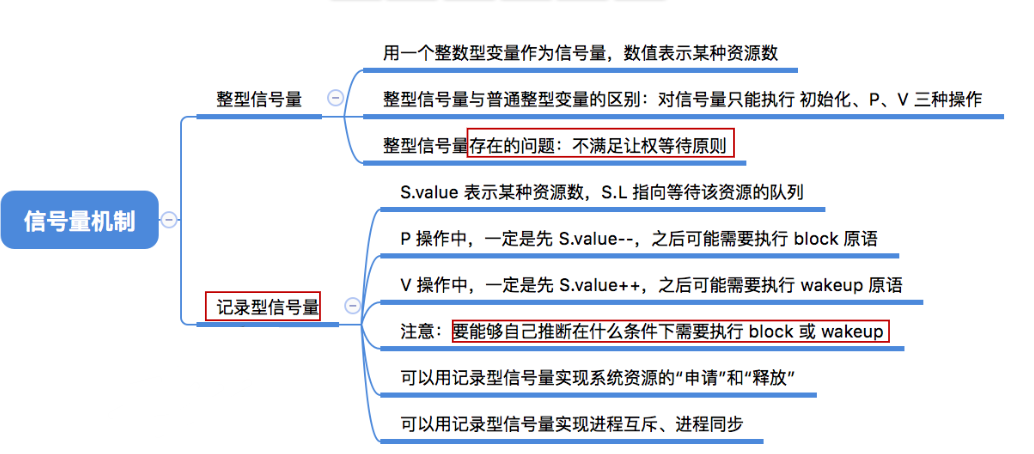 信号量机制
整型信号量
用一个整数型变量作为信号量，数值表示某种资源数
整型信号量与普通整型变量的区别：对信号量只能执行 初始化、P、V 三种操作
整型信号量存在的问题：不满足让权等待原则
记录型信号量
S.value 表示某种资源数，S.L 指向等待该资源的队列
P 操作中，一定是先 S.value--，之后可能需要执行 block 原语
V 操作中，一定是先 S.value++，之后可能需要执行 wakeup 原语
注意：要能够自己推断在什么条件下需要执行 block 或 wakeup
可以用记录型信号量实现系统资源的“申请”和“释放”
可以用记录型信号量实现进程互斥、进程同步